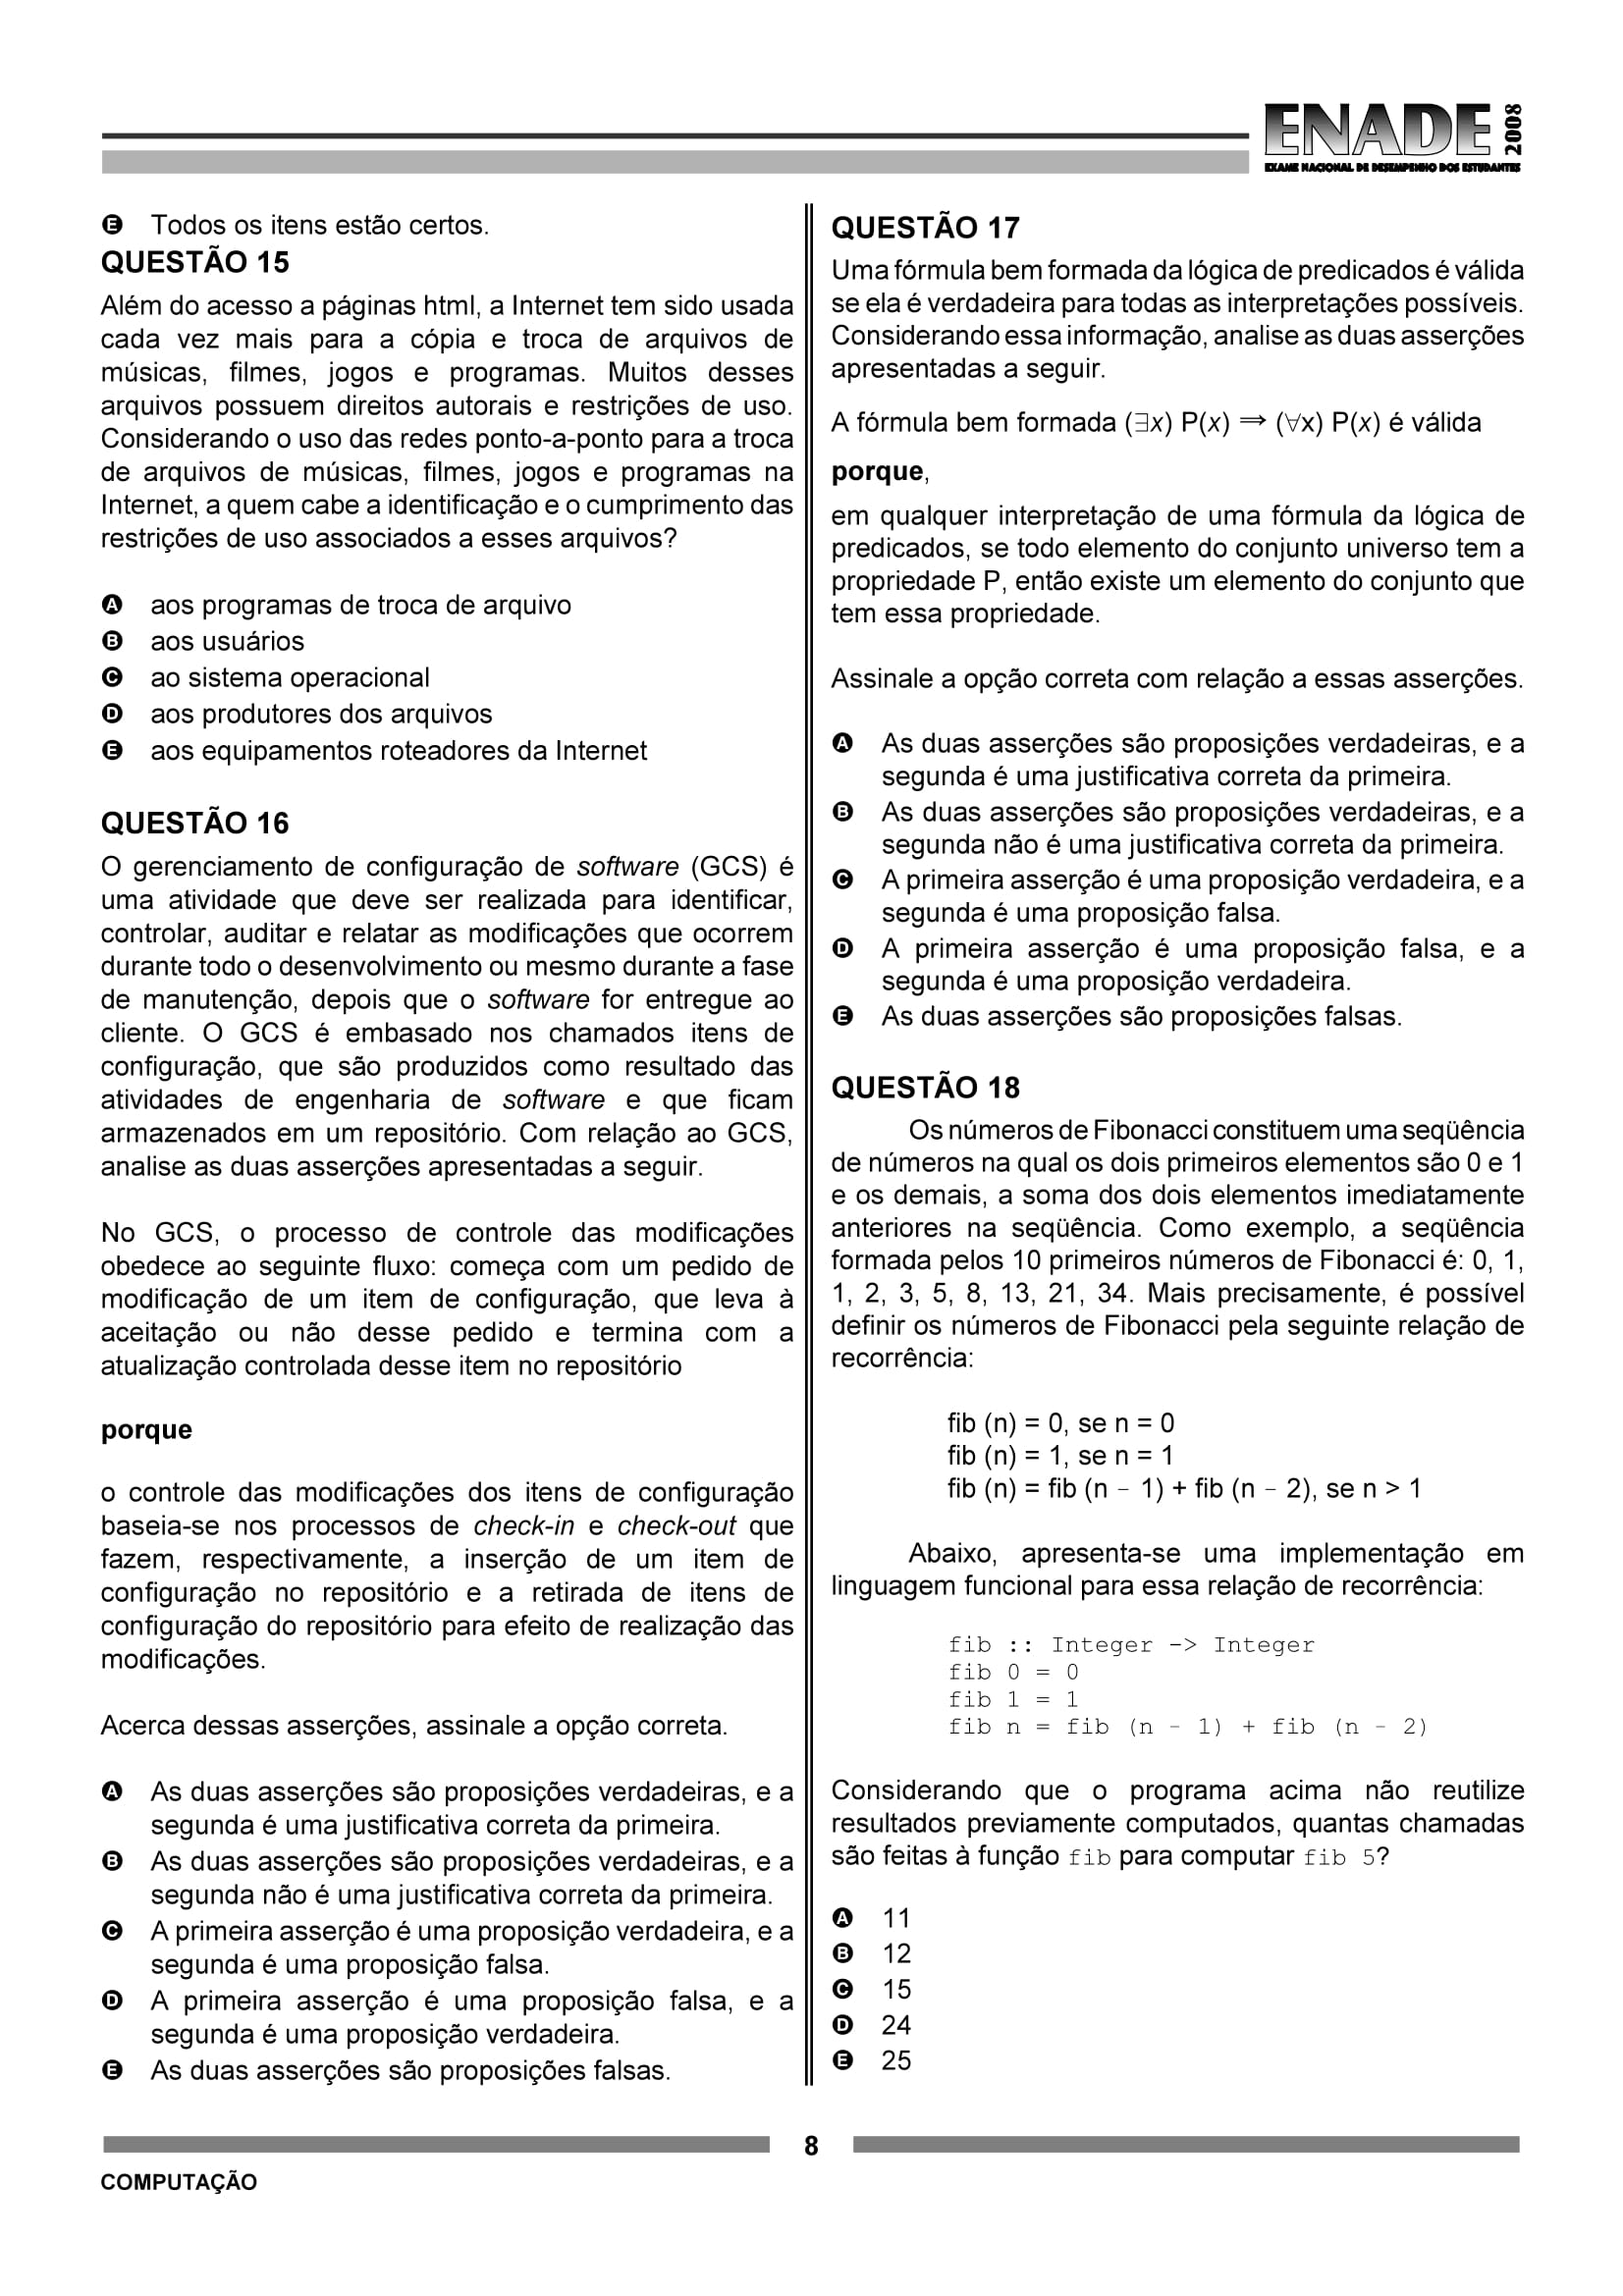 ENADE 2008
EXAME NACIONAL DE DESEMPENHO DOS ESTUDANTES
E Todos os itens estão certos.
QUESTÃO 15
Além do acesso a páginas html, a Internet tem sido usada
cada vez mais para a cópia e troca de arquivos de
músicas, filmes, jogos e programas. Muitos desses
arquivos possuem direitos autorais e restrições de uso.
Considerando o uso das redes ponto-a-ponto para a troca
de arquivos de músicas, filmes, jogos e programas na
Internet, a quem cabe a identificação e o cumprimento das
restrições de uso associados a esses arquivos?
A aos programas de troca de arquivo
B aos usuários
C ao sistema operacional
D aos produtores dos arquivos
E aos equipamentos roteadores da Internet
QUESTÃO 16
O gerenciamento de configuração de software (GCS) é
uma atividade que deve ser realizada para identificar,
controlar, auditar e relatar as modificações que ocorrem
durante todo o desenvolvimento ou mesmo durante a fase
de manutenção, depois que o software for entregue ao
cliente. O GCS é embasado nos chamados itens de
configuração, que são produzidos como resultado das
atividades de engenharia de software e que ficam
armazenados em um repositório. Com relação ao GCS,
analise as duas asserções apresentadas a seguir.
No GCS, o processo de controle das modificações
obedece ao seguinte fluxo: começa com um pedido de
modificação de um item de configuração, que leva à
aceitação ou não desse pedido e termina com a
atualização controlada desse item no repositório
porque
o controle das modificações dos itens de configuração
baseia-se nos processos de check-in e check-out que
fazem, respectivamente, a inserção de um item de
configuração no repositório e a retirada de itens de
configuração do repositório para efeito de realização das
modificações.
Acerca dessas asserções, assinale a opção correta.
A As duas asserções são proposições verdadeiras, e a
segunda é uma justificativa correta da primeira.
B As duas asserções são proposições verdadeiras, e a
segunda não é uma justificativa correta da primeira.
C A primeira asserção é uma proposição verdadeira, e a
segunda é uma proposição falsa.
D A primeira asserção é uma proposição falsa, e a
segunda é uma proposição verdadeira.
E As duas asserções são proposições falsas.
QUESTÃO 17
Uma fórmula bem formada da lógica de predicados é válida
se ela é verdadeira para todas as interpretações possíveis.
Considerando essa informação, analise as duas asserções
apresentadas a seguir.
A fórmula bem formada (∃x) P(x) ⇒ (∀x) P(x) é válida
porque,
em qualquer interpretação de uma fórmula da lógica de
predicados, se todo elemento do conjunto universo tem a
propriedade P, então existe um elemento do conjunto que
tem essa propriedade.
Assinale a opção correta com relação a essas asserções.
A As duas asserções são proposições verdadeiras, e a
segunda é uma justificativa correta da primeira.
B As duas asserções são proposições verdadeiras, e a
segunda não é uma justificativa correta da primeira.
C A primeira asserção é uma proposição verdadeira, e a
segunda é uma proposição falsa.
D A primeira asserção é uma proposição falsa, e a
segunda é uma proposição verdadeira.
E As duas asserções são proposições falsas.
QUESTÃO 18
Os números de Fibonacci constituem uma seqüência
de números na qual os dois primeiros elementos são 0 e 1
e os demais, a soma dos dois elementos imediatamente
anteriores na seqüência. Como exemplo, a seqüência
formada pelos 10 primeiros números de Fibonacci é: 0, 1,
1, 2, 3, 5, 8, 13, 21, 34. Mais precisamente, é possível
definir os números de Fibonacci pela seguinte relação de
recorrência:
fib (n) = 0, se n = 0
fib (n) = 1, se n = 1
fib (n) = fib (n - 1) + fib (n - 2), se n > 1
Abaixo, apresenta-se uma implementação em
linguagem funcional para essa relação de recorrência:
fib :: Integer -> Integer
fib 0 = 0
fib 1 = 1
fib n = fib (n - 1) + fib (n - 2)
Considerando que o programa acima não reutilize
resultados previamente computados, quantas chamadas
são feitas à função fib para computar fib 5?
A 11
B 12
C 15
D 24
E 25
8
COMPUTAÇÃO